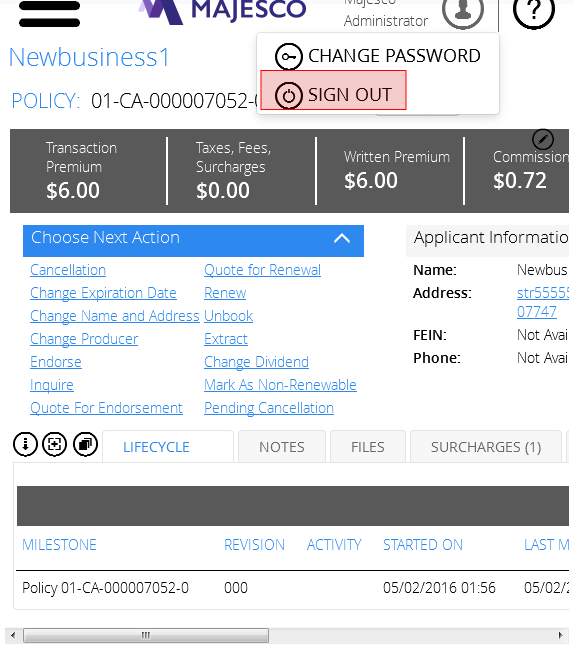 MAJESCO
Majesco
Administrator
?
CHANGE PASSWORD
SIGN OUT
Newbusiness1
POLICY: 01-CA-000007052-
Transaction Premium
$6.00
Taxes, Fees, Surcharges
$0.00
Written Premium
$6.00
Commission
$0.72
Choose Next Action
Cancellation
Change Expiration Date
Change Name and Address
Change Producer
Endorse
Inquire
Quote For Endorsement
Quote for Renewal
Renew
Unbook
Extract
Change Dividend
Mark As Non-Renewable
Pending Cancellation
Applicant Informatio
Name: Newbus
Address: str5555
07747
FEIN: Not Avai
Phone: Not Avai
LIFECYCLE NOTES FILES SURCHARGES (1)
MILESTONE REVISION ACTIVITY STARTED ON LAST M
Policy 01-CA-000007052-0 000 05/02/2016 01:56 05/02/2